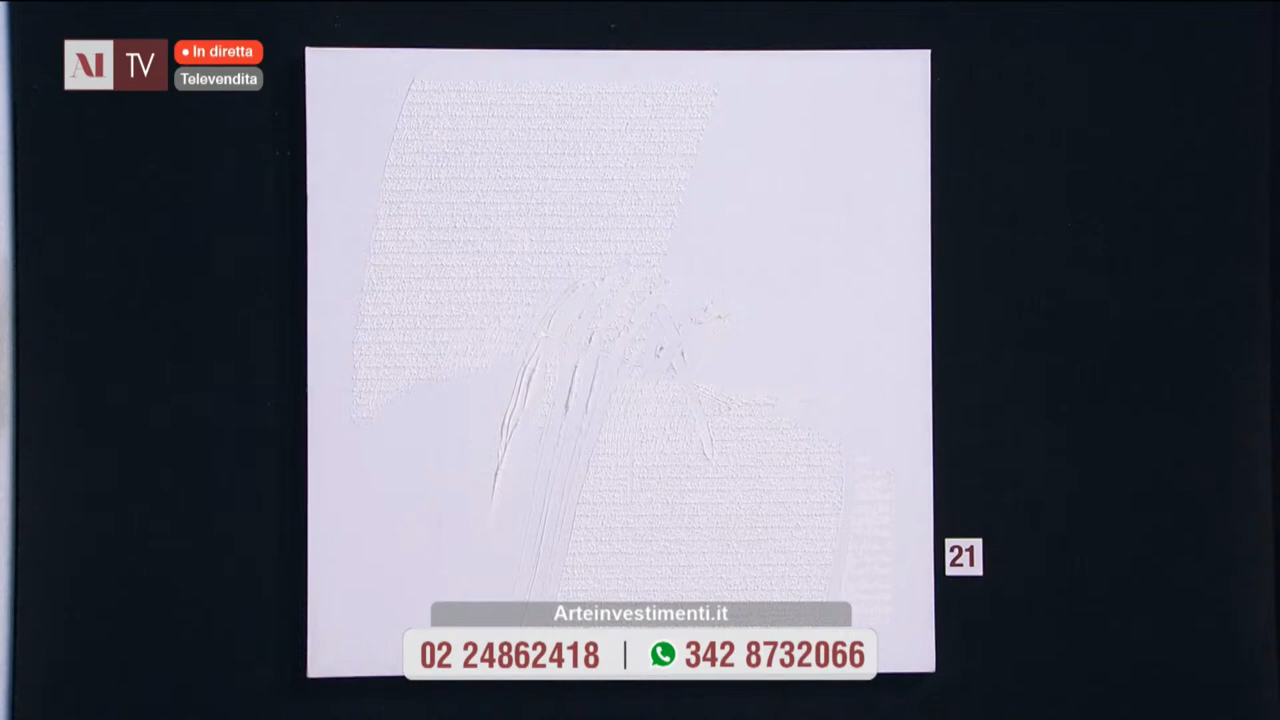 AI TV
• In diretta
Televendita
21
Arteinvestimenti.it
02 24862418 | 342 8732066